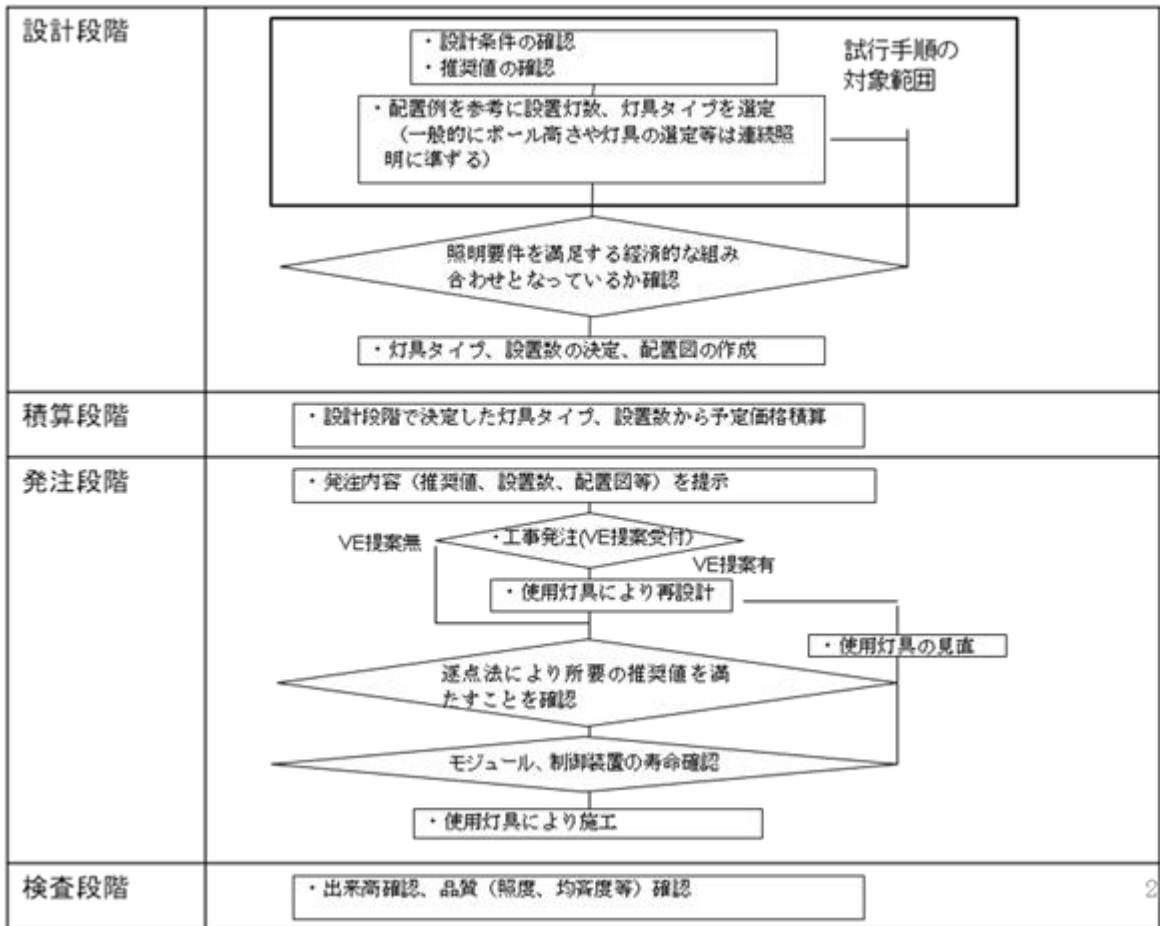 設計段階
・設計条件の確認
・推奨値の確認
試行手順の
対象範囲
・配置例を参考に設置灯数、灯具タイプを選定
（一般的にポール高さや灯具の選定等は連続照
明に準ずる）
照明要件を満足する経済的な組み
合わせとなっているか確認
・灯具タイプ、設置数の決定、配置図の作成
積算段階
・設計段階で決定した灯具タイプ、設置数から予定価格積算
発注段階
・発注内容（推奨値、設置数、配置図等）を提示
・工事発注(VE提案受付)
VE提案無
VE提案有
・使用灯具により再設計
・使用灯具の見直
逐点法により所要の推奨値を満
たすことを確認
モジュール、制御装置の寿命確認
・使用灯具により施工
検査段階
・出来高確認、品質（照度、均斉度等）確認
2